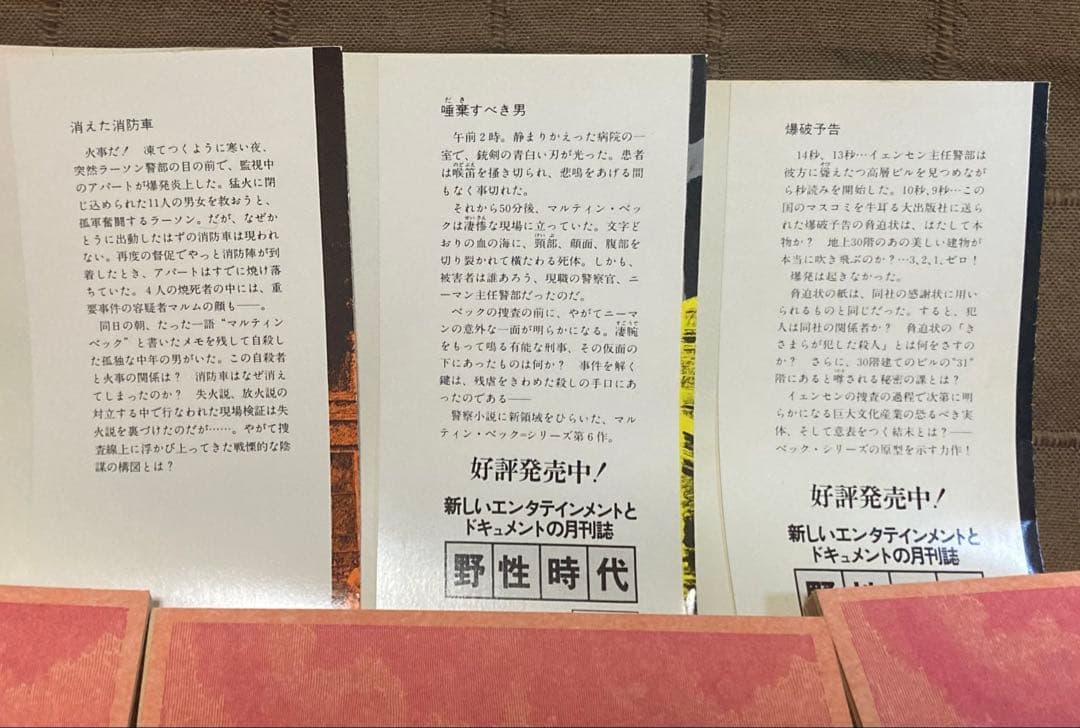 消えた消防車
火事だ！　凍てつくように寒い夜、
突然ラーソン警部の目の前で、監視中
のアパートが爆発炎上した。猛火に閉
じ込められた11人の男女を救おうと、
孤軍奮闘するラーソン。だが、なぜか
とうに出動したはずの消防車は現われ
ない。再度の督促でやっと消防陣が到
着したとき、アパートはすでに焼け落
ちていた。４人の焼死者の中には、重
要事件の容疑者マルムの顔も――。
同日の朝、たった一語“マルティン
ベック”と書いたメモを残して自殺し
た孤独な中年の男がいた。この自殺者
と火事の関係は？　消防車はなぜ消え
てしまったのか？　失火説、放火説の
対立する中で行なわれた現場検証は失
火説を裏づけたのだが……。やがて捜
査線上に浮かび上ってきた戦慄的な陰
謀の構図とは？
だき
唾棄すべき男
午前２時。静まりかえった病院の一
室で、銃剣の青白い刃が光った。患者
のどぶえ
は喉笛を掻き切られ、悲鳴をあげる間
もなく事切れた。
それから50分後、マルティン・ベッ
せいさん
クは凄惨な現場に立っていた。文字ど
けいぶ
おりの血の海に、頸部、顔面、腹部を
切り裂かれて横たわる死体。しかも、
被害者は誰あろう、現職の警察官、ニ
ーマン主任警部だったのだ。
ベックの捜査の前に、やがてニーマ
すごうで
ンの意外な一面が明らかになる。凄腕
をもって鳴る有能な刑事、その仮面の
下にあったものは何か？　事件を解く
鍵は、残虐をきわめた殺しの手口にあ
ったのである――
警察小説に新領域をひらいた、マル
ティン・ベック＝シリーズ第６作。
好評発売中！
新しいエンタテインメントと
ドキュメントの月刊誌
野性時代
爆破予告
14秒、13秒…イェンセン主任警部は
そび
彼方に聳えたつ高層ビルを見つめなが
ら秒読みを開始した。10秒、9秒…この
国のマスコミを牛耳る大出版社に送ら
れた爆破予告の脅迫状は、はたして本
物か？　地上30階のあの美しい建物が
本当に吹き飛ぶのか？…3、2、1、ゼロ！
爆発は起きなかった。
脅迫状の紙は、同社の感謝状に用い
られるものと同じだった。すると、犯
人は同社の関係者か？　脅迫状の「き
さまらが犯した殺人」とは何をさすの
か？　さらに、30階建てのビルの“31”
階にあると噂される秘密の課とは？
イェンセンの捜査の過程で次第に明
らかになる巨大文化産業の恐るべき実
体、そして意表をつく結末とは？――
ベック・シリーズの原型を示す力作！
好評発売中！
新しいエンタテインメントと
ドキュメントの月刊誌